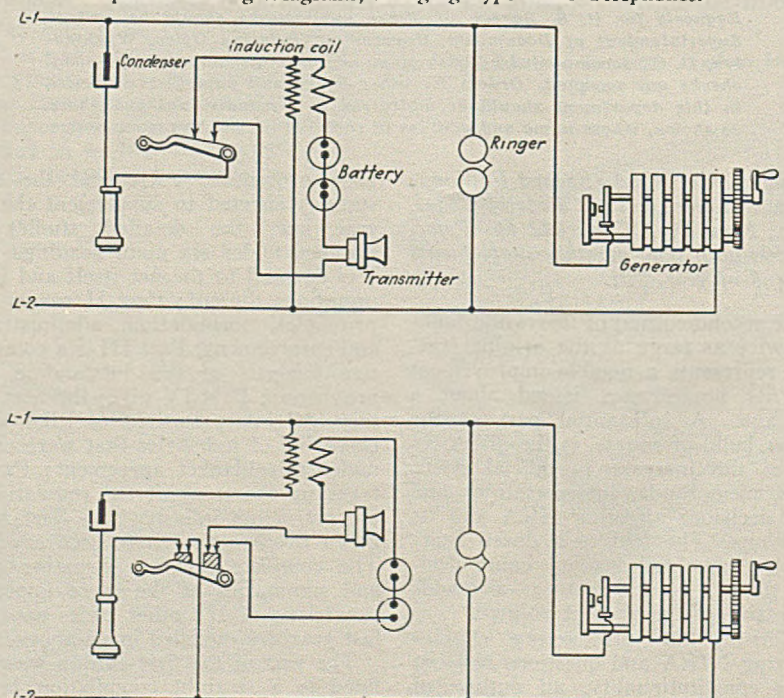 L-1
Condenser
induction coil
Ringer
Battery
Generator
Transmitter
L-2
L-1
L-2